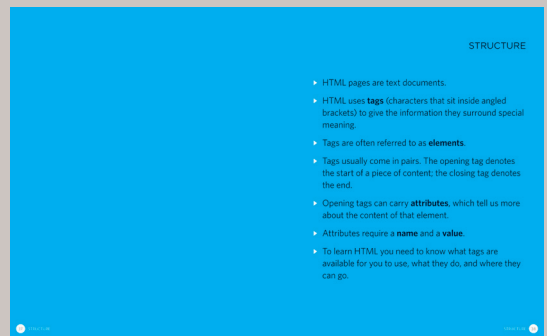 STRUCTURE
HTML pages are text documents.
HTML uses tags (characters that sit inside angled
brackets) to give the information they surround special
meaning.
Tags are often referred to as elements.
Tags usually come in pairs. The opening tag denotes
the start of a piece of content; the closing tag denotes
the end.
Opening tags can carry attributes, which tell us more
about the content of that element.
Attributes require a name and a value.
To learn HTML you need to know what tags are
available for you to use, what they do, and where they
can go.
STRUCTURE
STRUCTURE